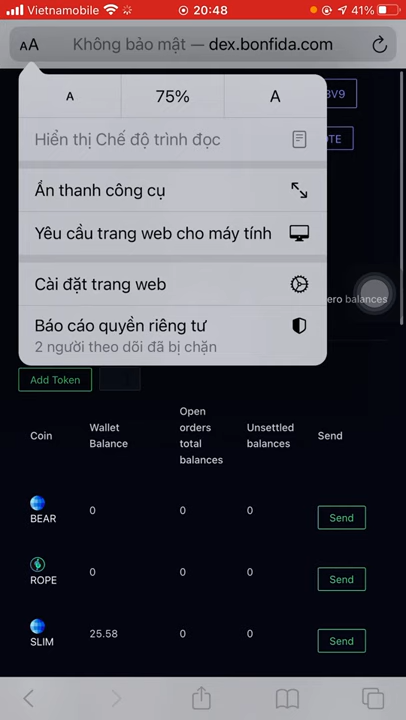 Vietnamobile 20:48 41%
AA Không bảo mật — dex.bonfida.com
A 75% A
3V9
Hiển thị Chế độ trình đọc
OTE
Ẩn thanh công cụ
Yêu cầu trang web cho máy tính
Cài đặt trang web
ero balances
Báo cáo quyền riêng tư
2 người theo dõi đã bị chặn
Add Token
Coin Wallet Balance Open orders total balances Unsettled balances Send
BEAR 0 0 0 Send
ROPE 0 0 0 Send
SLIM 25.58 0 0 Send